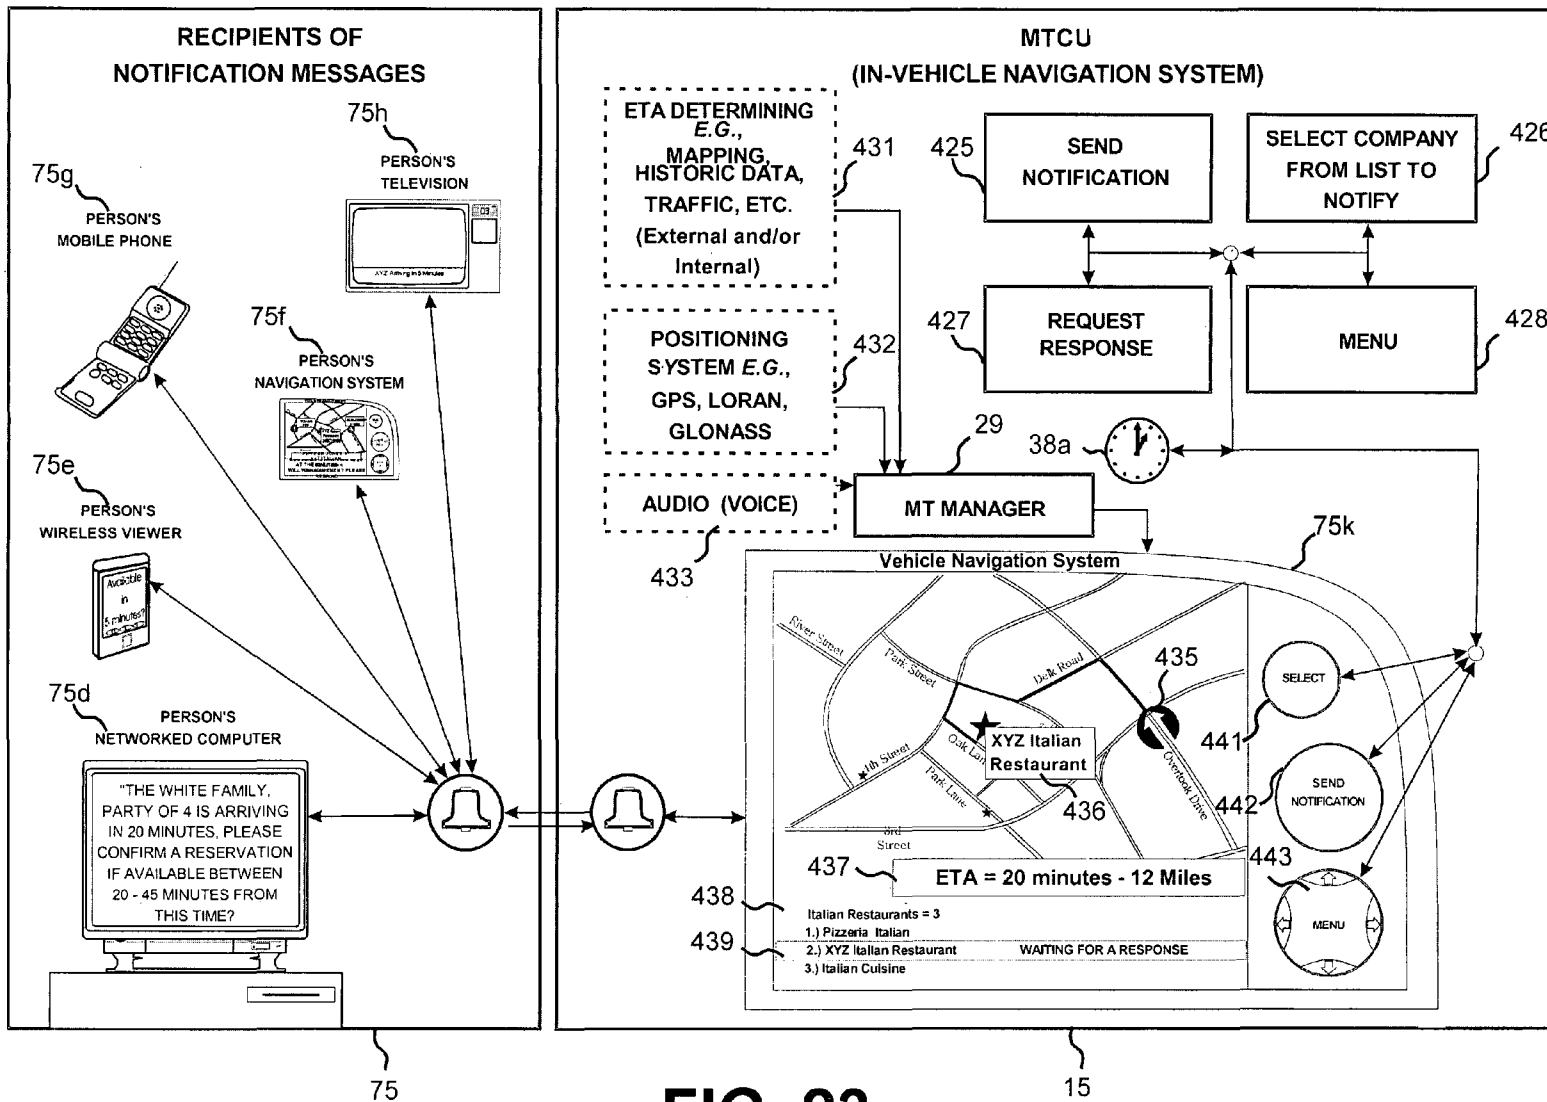 RECIPIENTS OF
NOTIFICATION MESSAGES
75h
PERSON'S
TELEVISION
XYZ Arriving in 5 Minutes
75g
PERSON'S
MOBILE PHONE
75f
PERSON'S
NAVIGATION SYSTEM
75e
PERSON'S
WIRELESS VIEWER
Available
in
5 minutes?
75d
PERSON'S
NETWORKED COMPUTER
"THE WHITE FAMILY,
PARTY OF 4 IS ARRIVING
IN 20 MINUTES, PLEASE
CONFIRM A RESERVATION
IF AVAILABLE BETWEEN
20 - 45 MINUTES FROM
THIS TIME?
75
MTCU
(IN-VEHICLE NAVIGATION SYSTEM)
ETA DETERMINING
E.G.,
MAPPING,
HISTORIC DATA,
TRAFFIC, ETC.
(External and/or
Internal)
431
POSITIONING
SYSTEM E.G.,
GPS, LORAN,
GLONASS
432
AUDIO (VOICE)
433
425
SEND
NOTIFICATION
SELECT COMPANY
FROM LIST TO
NOTIFY
426
427
REQUEST
RESPONSE
MENU
428
29
MT MANAGER
38a
75k
Vehicle Navigation System
River Street
Park Street
Delk Road
435
XYZ Italian
Restaurant
436
Oak Lan
4th Street
Park Lane
Overlook Drive
3rd
Street
SELECT
441
SEND
NOTIFICATION
442
443
MENU
437
ETA = 20 minutes - 12 Miles
438
Italian Restaurants = 3
1.) Pizzeria Italian
439
2.) XYZ Italian Restaurant WAITING FOR A RESPONSE
3.) Italian Cuisine
15